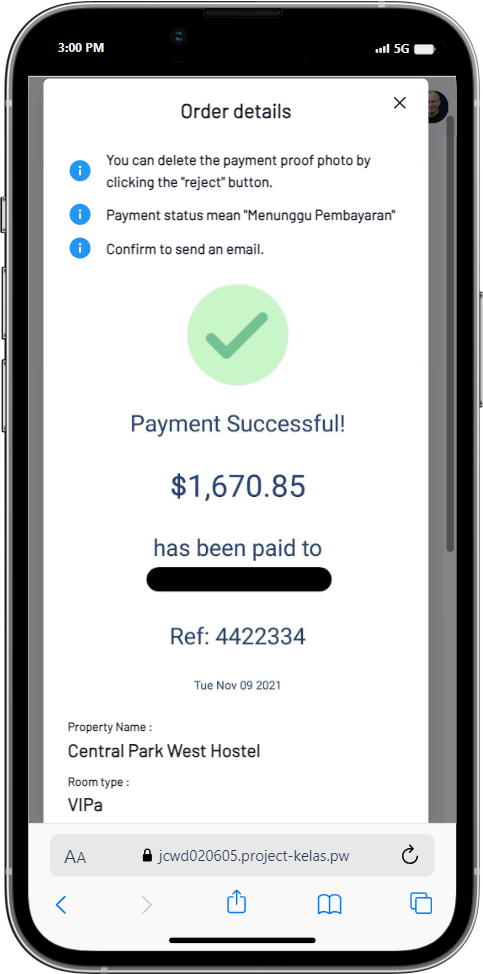 3:00 PM
5G
Order details
You can delete the payment proof photo by
clicking the "reject" button.
Payment status mean "Menunggu Pembayaran"
Confirm to send an email.
Payment Successful!
$1,670.85
has been paid to
Ref: 4422334
Tue Nov 09 2021
Property Name :
Central Park West Hostel
Room type :
VIPa
AA
jcwd020605.project-kelas.pw